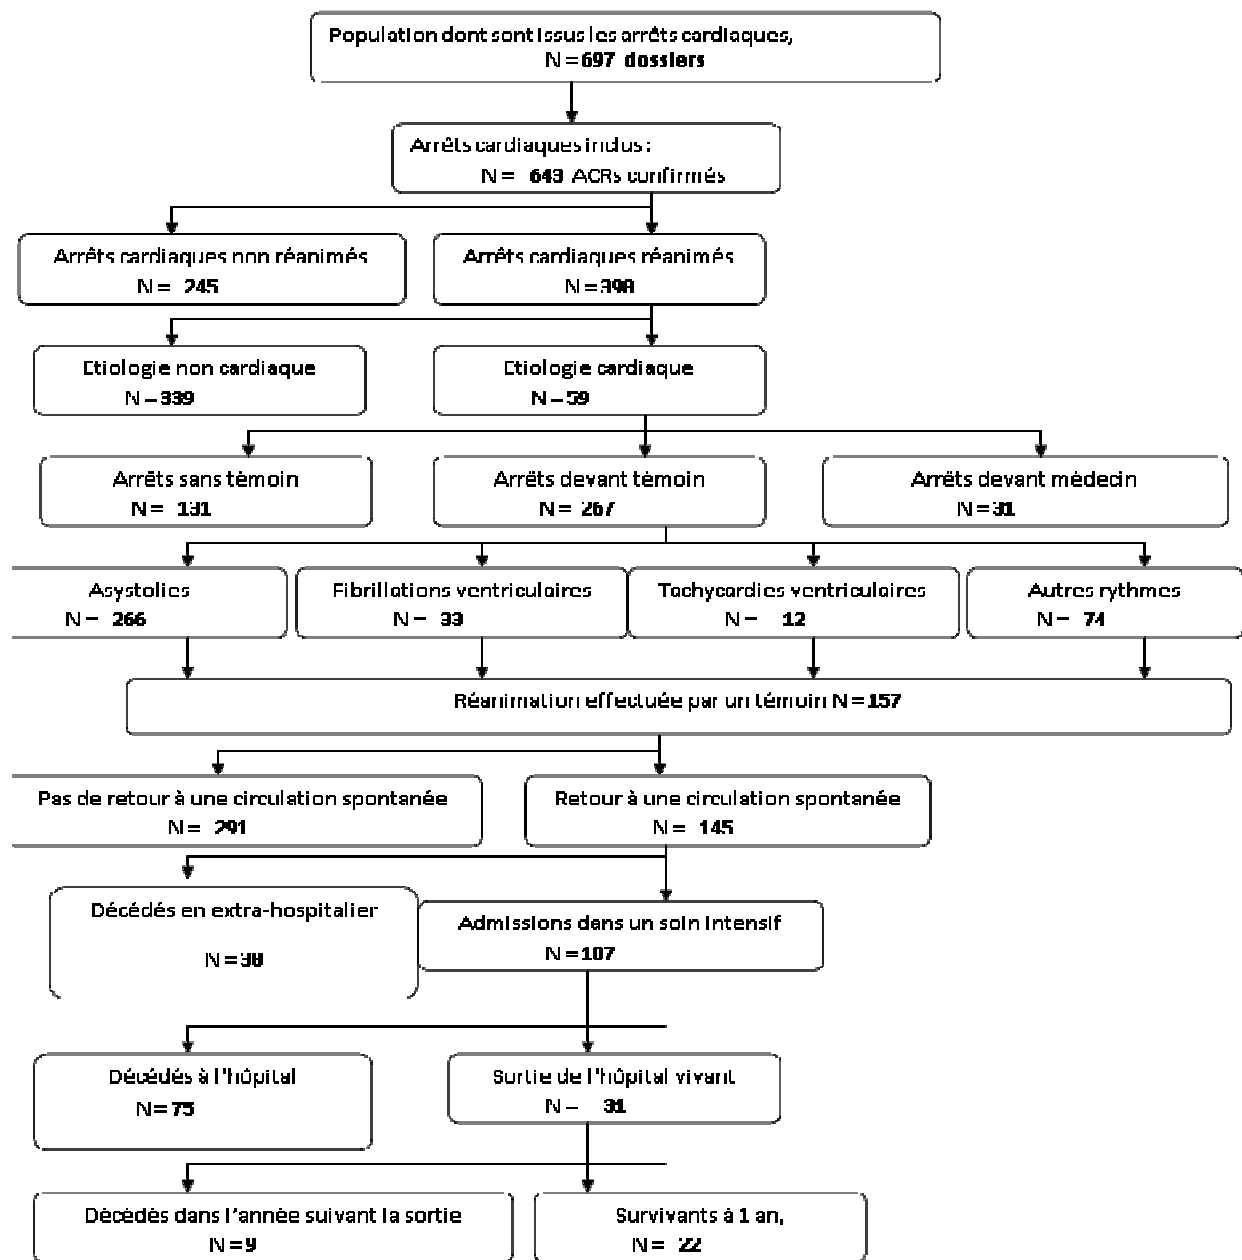 Population dont sont issus les arrêts cardiaques,
N = 697 dossiers
Arrêts cardiaques inclus :
N = 643 ACRs confirmés
Arrêts cardiaques non réanimés
N = 245
Arrêts cardiaques réanimés
N = 398
Etiologie non cardiaque
N = 339
Etiologie cardiaque
N = 59
Arrêts sans témoin
N = 131
Arrêts devant témoin
N = 267
Arrêts devant médecin
N = 31
Asystolies
N = 266
Fibrillations ventriculaires
N = 33
Tachycardies ventriculaires
N = 12
Autres rythmes
N = 74
Réanimation effectuée par un témoin N = 157
Pas de retour à une circulation spontanée
N = 291
Retour à une circulation spontanée
N = 145
Décédés en extra-hospitalier
N = 38
Admissions dans un soin intensif
N = 107
Décédés à l'hôpital
N = 75
Surtie de l'hôpital vivant
N = 31
Décédés dans l'année suivant la sortie
N = 9
Survivants à 1 an,
N = 22